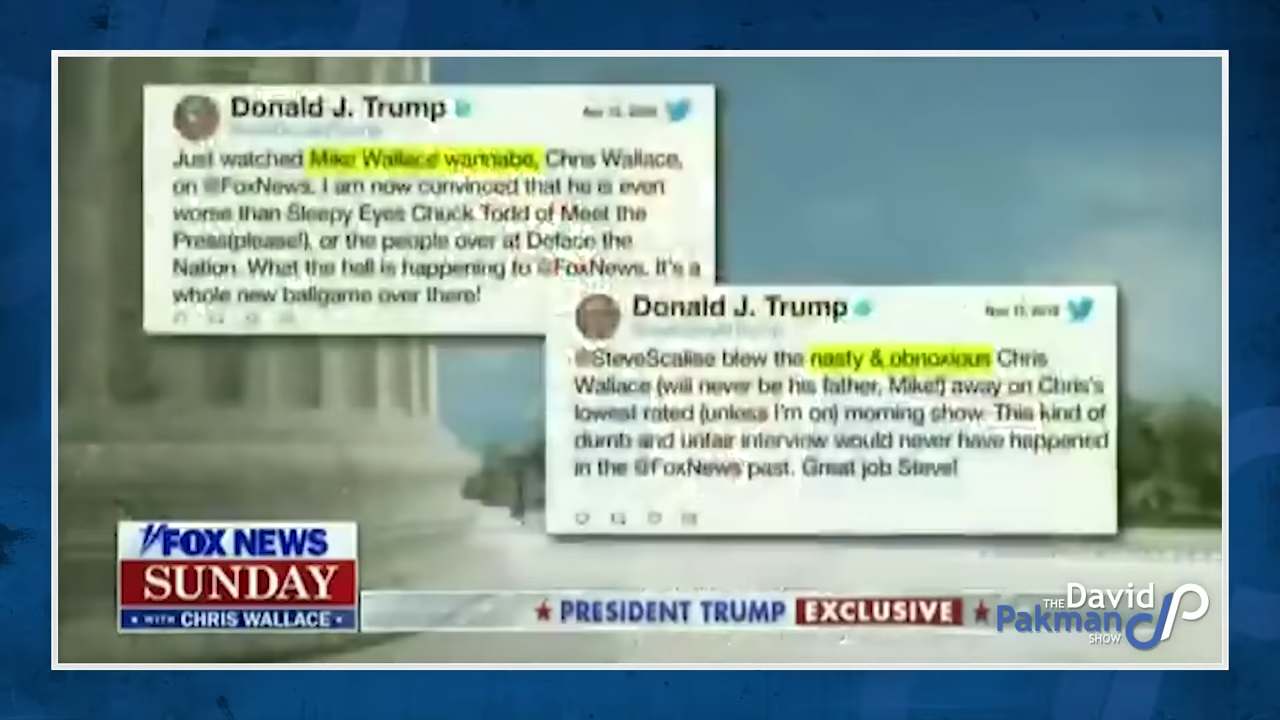 Donald J. Trump
Just watched Mike Wallace wannabe, Chris Wallace,
on @FoxNews. I am now convinced that he is even
worse than Sleepy Eyes Chuck Todd of Meet the
Press(please!), or the people over at Deface the
Nation. What the hell is happening to @FoxNews. It's a
whole new ballgame over there!
Donald J. Trump
@SteveScalise blew the nasty & obnoxious Chris
Wallace (will never be his father, Mike!) away on Chris's
lowest rated (unless I'm on) morning show. This kind of
dumb and unfair interview would never have happened
in the @FoxNews past. Great job Steve!
FOX NEWS
SUNDAY
WITH CHRIS WALLACE
PRESIDENT TRUMP EXCLUSIVE
THE David
Pakman
SHOW